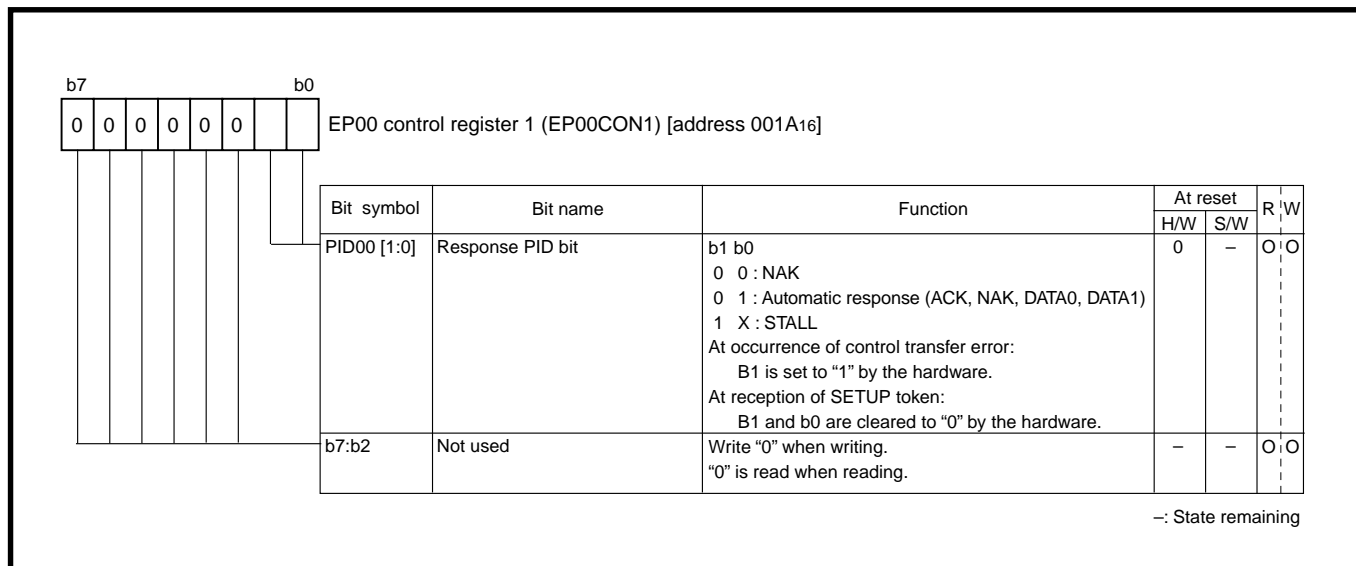 b7 b0
0 0 0 0 0 0
EP00 control register 1 (EP00CON1) [address 001A16]
Bit symbol Bit name Function At reset R W
H/W S/W
PID00 [1:0] Response PID bit b1 b0 0 – O O
0 0 : NAK
0 1 : Automatic response (ACK, NAK, DATA0, DATA1)
1 X : STALL
At occurrence of control transfer error:
B1 is set to “1” by the hardware.
At reception of SETUP token:
B1 and b0 are cleared to “0” by the hardware.
b7:b2 Not used Write “0” when writing. – – O O
“0” is read when reading.
–: State remaining